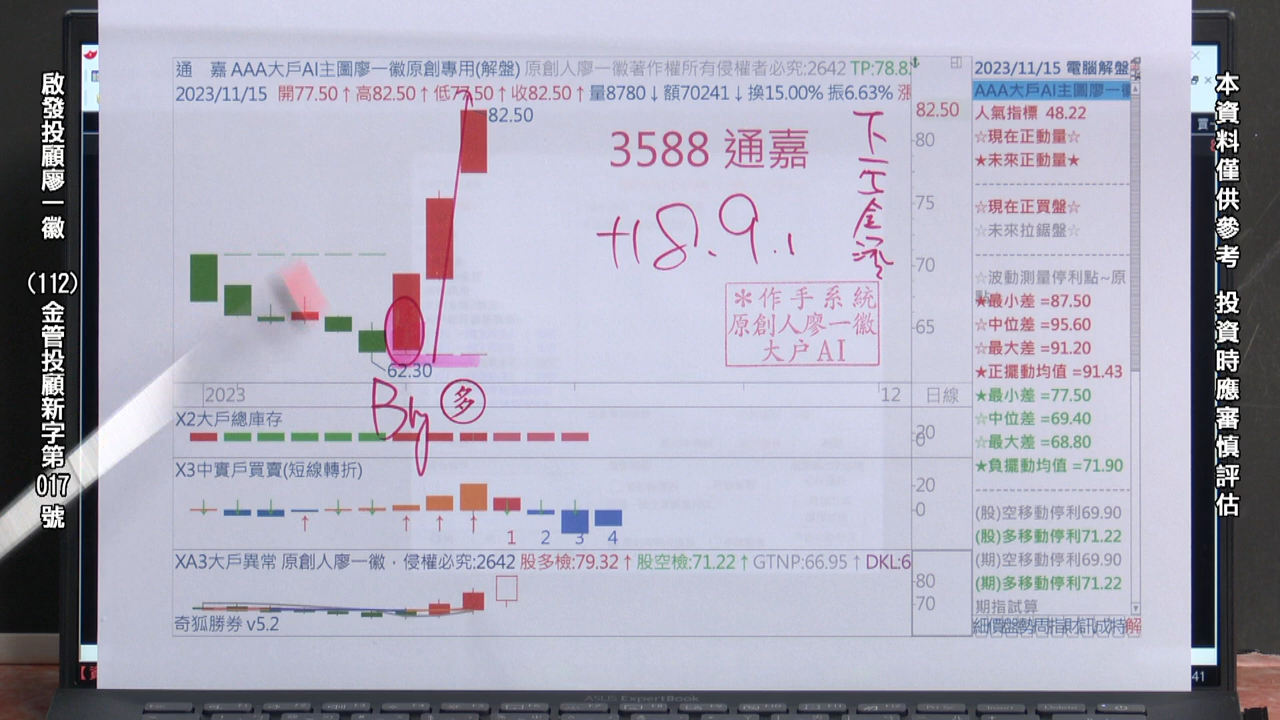 啟發投顧廖一徽 (112)金管投顧新字第017號
通 嘉 AAA大戶AI主圖廖一徽原創專用(解盤) 原創人廖一徽著作權所有侵權者必究:2642 TP:78.8
2023/11/15 開77.50↑高82.50↑低77.50↑收82.50↑量8780↓額70241↓換15.00%振6.63% 漲
82.50
3588 通嘉
+18.9
62.30
Buy
多
*作手系統
原創人廖一徽
大户AI
82.50
80
75
70
65
2023
12
日線
X2大戶總庫存
20
0
X3中實戶買賣(短線轉折)
20
0
1 2 3 4
XA3大戶異常 原創人廖一徽﹒侵權必究:2642 股多檢:79.32↑股空檢:71.22↑GTNP:66.95↑DKL:6
80
70
奇狐勝券 v5.2
2023/11/15 電腦解盤
AAA大戶AI主圖廖一徽
人氣指標 48.22
☆現在正動量☆
★未來正動量★
☆現在正買盤☆
☆未來拉鋸盤☆
☆波動測量停利點~原
★最小差 =87.50
☆中位差 =95.60
☆最大差 =91.20
★正擺動均值 =91.43
★最小差 =77.50
☆中位差 =69.40
☆最大差 =68.80
★負擺動均值 =71.90
(股)空移動停利69.90
(股)多移動停利71.22
(期)空移動停利69.90
(期)多移動停利71.22
期指試算
本資料僅供參考 投資時應審慎評估
ASUS ExpertBook
41